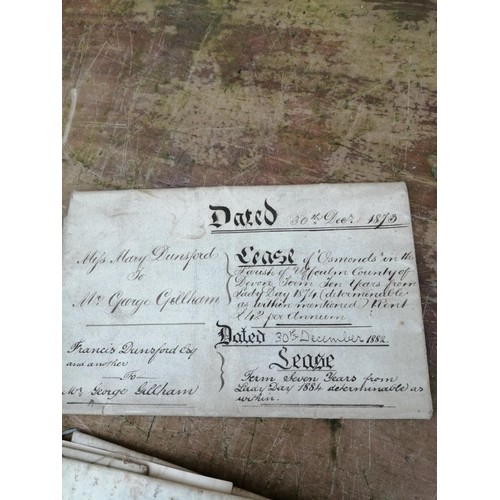 Dated 30th Decr 1873
Miss Mary Dunsford
To
Mr George Gillham
Lease of "Osmonds" in the
Parish of Uffculm County of
Devon Term Ten Years from
Lady Day 1874 (determinable
as within mentioned) Rent
£42 per Annum
Dated 30th December 1882
Francis Dunsford Esq
and another
To
Mr George Gillham
Lease
Term Seven Years from
Lady Day 1884 determinable as
within.